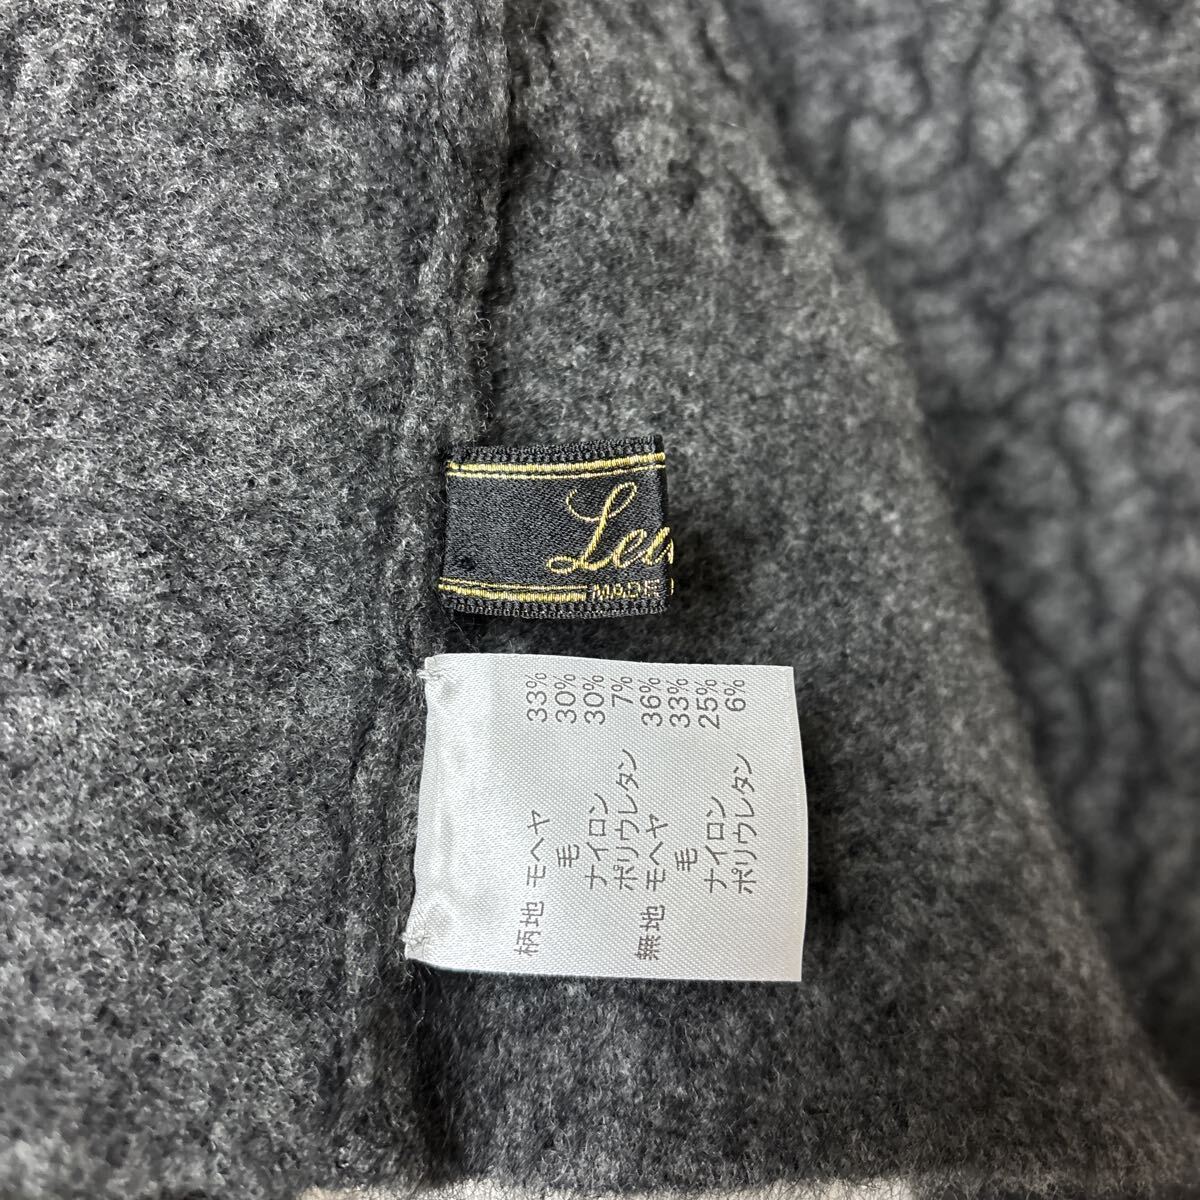 Leu
MADE
柄地 モヘヤ 33%
毛 30%
ナイロン 30%
ポリウレタン 7%
無地 モヘヤ 36%
毛 33%
ナイロン 25%
ポリウレタン 6%